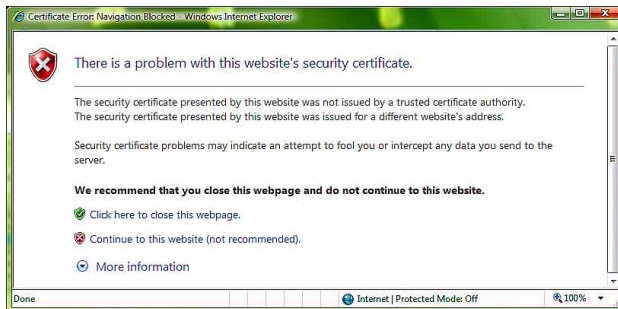 Certificate Error: Navigation Blocked - Windows Internet Explorer
There is a problem with this website's security certificate.
The security certificate presented by this website was not issued by a trusted certificate authority.
The security certificate presented by this website was issued for a different website's address.
Security certificate problems may indicate an attempt to fool you or intercept any data you send to the
server.
We recommend that you close this webpage and do not continue to this website.
Click here to close this webpage.
Continue to this website (not recommended).
More information
Done Internet | Protected Mode: Off 100%